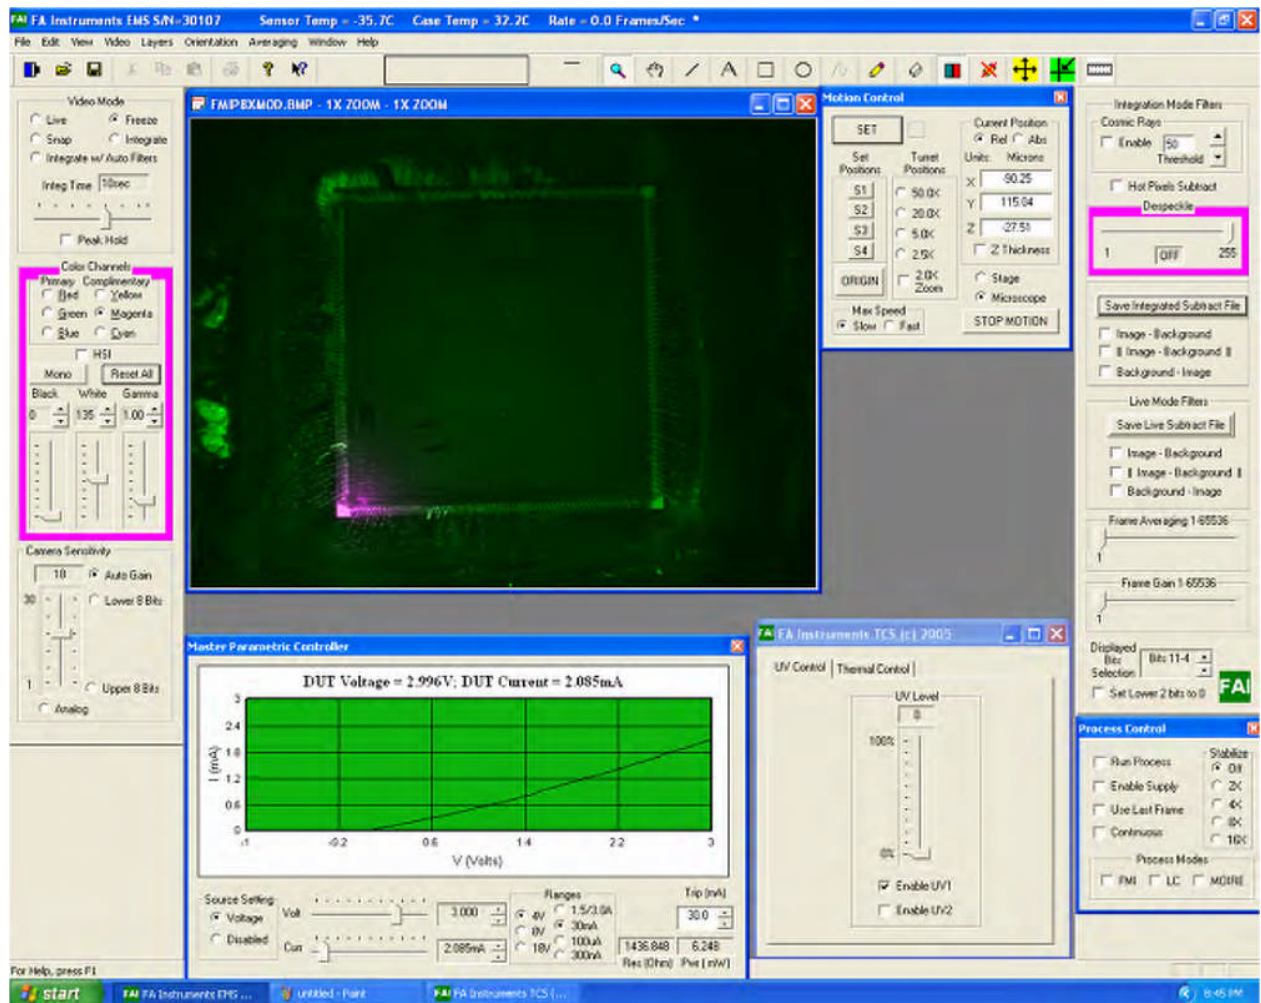 FAI FA Instruments EMS S/N=30107 Sensor Temp = -35.7C Case Temp = 32.2C Rate = 0.0 Frames/Sec *
File Edit View Video Layers Orientation Averaging Window Help
Video Mode
Live Freeze
Snap Integrate
Integrate w/ Auto Filters
Integ Time 10sec
Peak Hold
Color Channels
Primary Complimentary
Red Yellow
Green Magenta
Blue Cyan
HSI
Mono Reset All
Black White Gamma
0 135 1.00
Camera Sensitivity
18 Auto Gain
30 Lower 8 Bits
1 Upper 8 Bits
Analog
For Help, press F1
FMIPBXMOD.BMP - 1X ZOOM - 1X ZOOM
Motion Control
SET
Current Position
Rel Abs
Set Positions
Turret Positions
Units: Microns
S1
S2
S3
S4
50.0X
20.0X
5.0X
2.5X
X -90.25
Y 115.04
Z -27.51
Z Thickness
ORIGIN
2.0X Zoom
Stage
Microscope
Max Speed
Slow Fast
STOP MOTION
Integration Mode Filters
Cosmic Rays
Enable 50
Threshold
Hot Pixels Subtract
Despeckle
1 OFF 255
Save Integrated Subtract File
Image - Background
|| Image - Background ||
Background - Image
Live Mode Filters
Save Live Subtract File
Image - Background
|| Image - Background ||
Background - Image
Frame Averaging 1-65536
1
Frame Gain 1-65536
1
Displayed Bits Selection
Bits 11-4
Set Lower 2 bits to 0
FAI
Master Parametric Controller
DUT Voltage = 2.996V; DUT Current = 2.085mA
I (mA)
3
2.4
1.8
1.2
0.6
0
-1 -0.2 0.6 1.4 2.2 3
V (Volts)
Source Setting
Voltage
Disabled
Volt 3.000
Curr 2.085mA
Ranges
4V
8V
18V
1.5/3.0A
30mA
100uA
300nA
Trip (mA)
30.0
1436.848 6.248
Res (Ohm) Pwr (mW)
FAI FA Instruments TCS (c) 2005
UV Control Thermal Control
UV Level
0
100%
0%
Enable UV1
Enable UV2
Process Control
Run Process
Enable Supply
Use Last Frame
Continuous
Stabilize
Off
2X
4X
8X
16X
Process Modes
FMI LC MOIRE
start FAI FA Instruments EMS ... untitled - Paint FAI FA Instruments TCS (... 8:45 PM